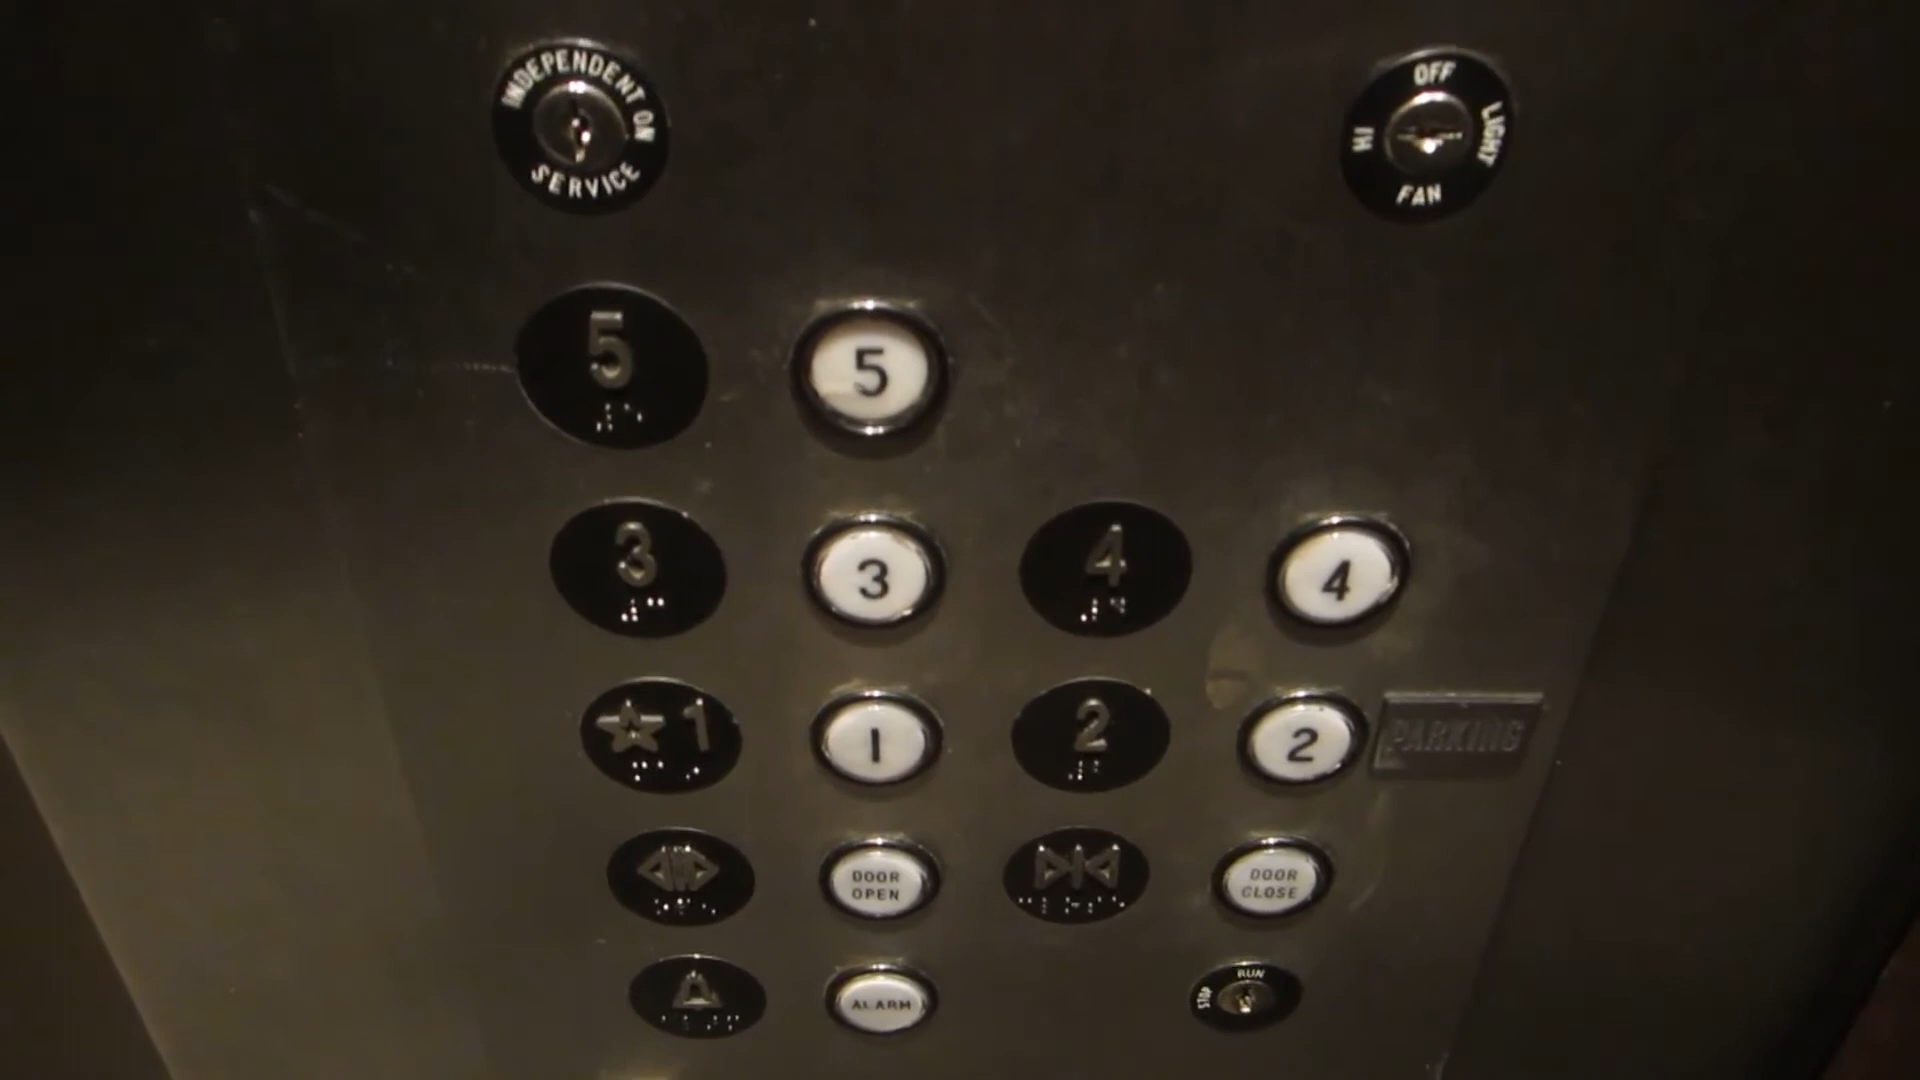 INDEPENDENT ON
SERVICE
OFF
LIGHT
HI
FAN
5 5
3 3 4 4
1 1 2 2 PARKING
DOOR
OPEN
DOOR
CLOSE
ALARM
RUN
STOP